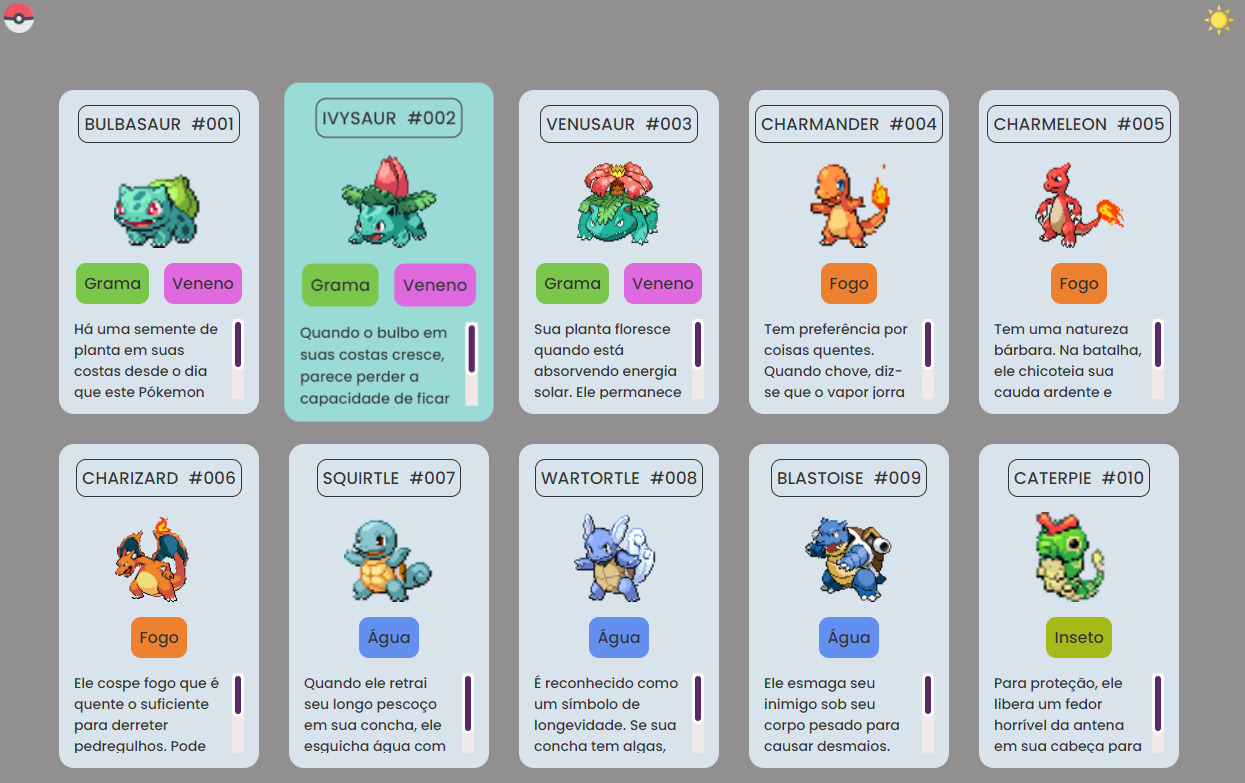 BULBASAUR #001
Grama Veneno
Há uma semente de
planta em suas
costas desde o dia
que este Pókemon
IVYSAUR #002
Grama Veneno
Quando o bulbo em
suas costas cresce,
parece perder a
capacidade de ficar
VENUSAUR #003
Grama Veneno
Sua planta floresce
quando está
absorvendo energia
solar. Ele permanece
CHARMANDER #004
Fogo
Tem preferência por
coisas quentes.
Quando chove, diz-
se que o vapor jorra
CHARMELEON #005
Fogo
Tem uma natureza
bárbara. Na batalha,
ele chicoteia sua
cauda ardente e
CHARIZARD #006
Fogo
Ele cospe fogo que é
quente o suficiente
para derreter
pedregulhos. Pode
SQUIRTLE #007
Água
Quando ele retrai
seu longo pescoço
em sua concha, ele
esguicha água com
WARTORTLE #008
Água
É reconhecido como
um símbolo de
longevidade. Se sua
concha tem algas,
BLASTOISE #009
Água
Ele esmaga seu
inimigo sob seu
corpo pesado para
causar desmaios.
CATERPIE #010
Inseto
Para proteção, ele
libera um fedor
horrível da antena
em sua cabeça para